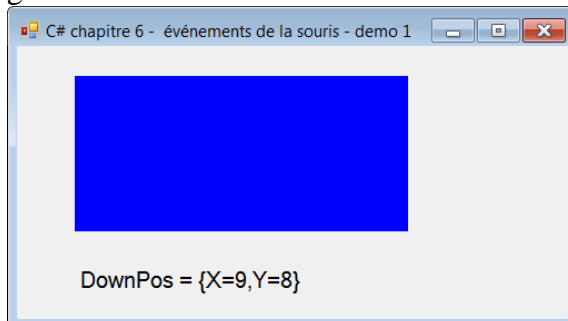 g
C# chapitre 6 -  événements de la souris - demo 1
DownPos = {X=9,Y=8}